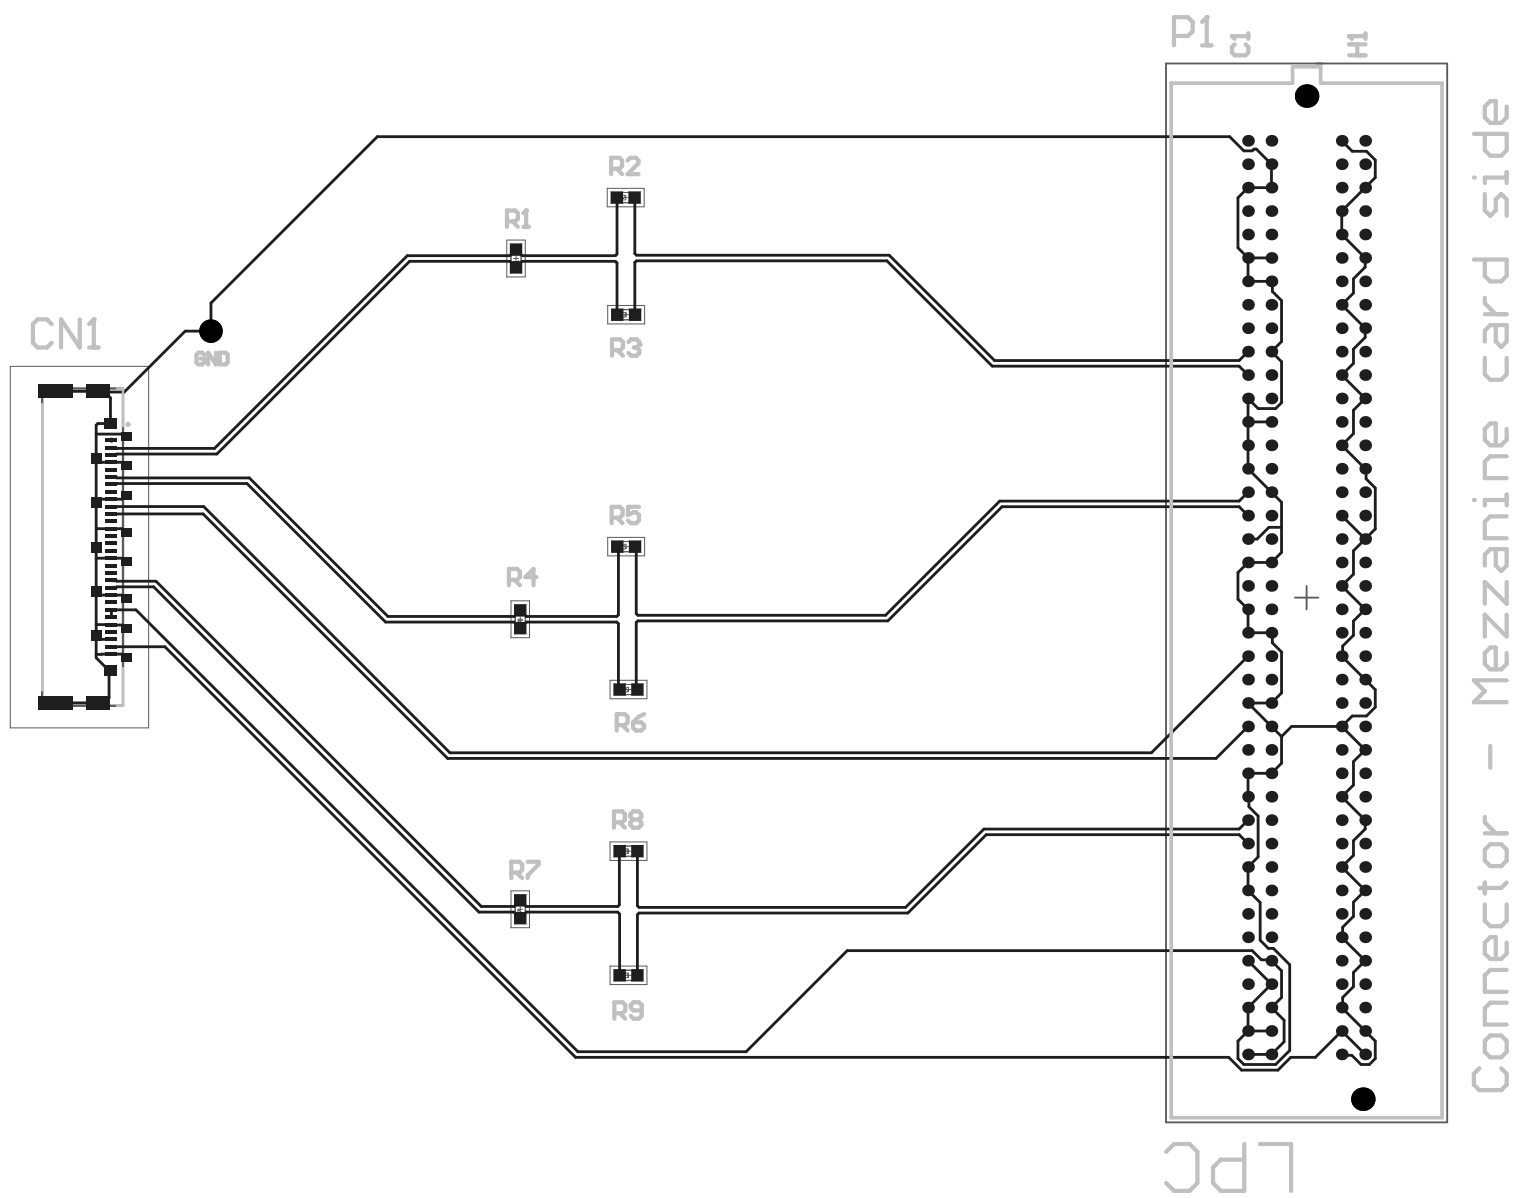 P1
C1
H1
R2
R1
CN1
GND
R3
R5
R4
R6
R8
R7
R9
Connector - Mezzanine card side
LPC